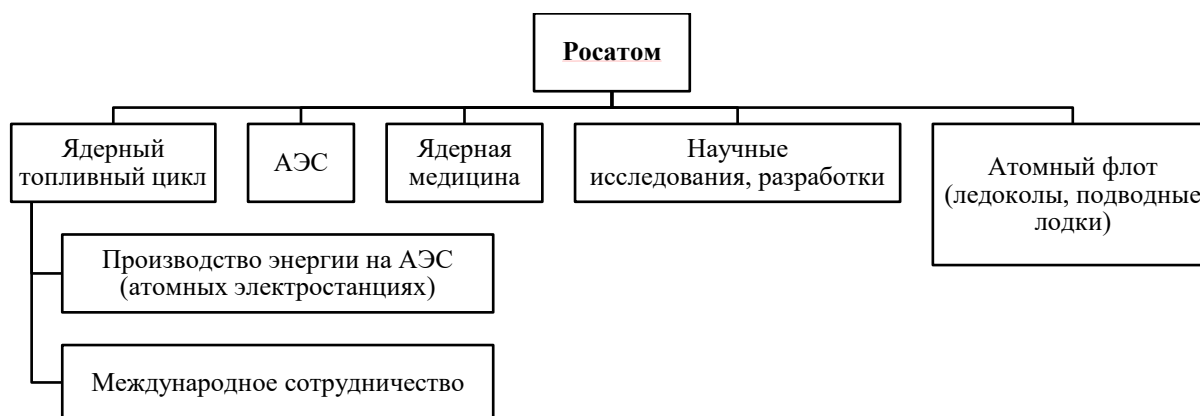 Росатом
Ядерный
топливный цикл
АЭС
Ядерная
медицина
Научные
исследования, разработки
Атомный флот
(ледоколы, подводные
лодки)
Производство энергии на АЭС
(атомных электростанциях)
Международное сотрудничество